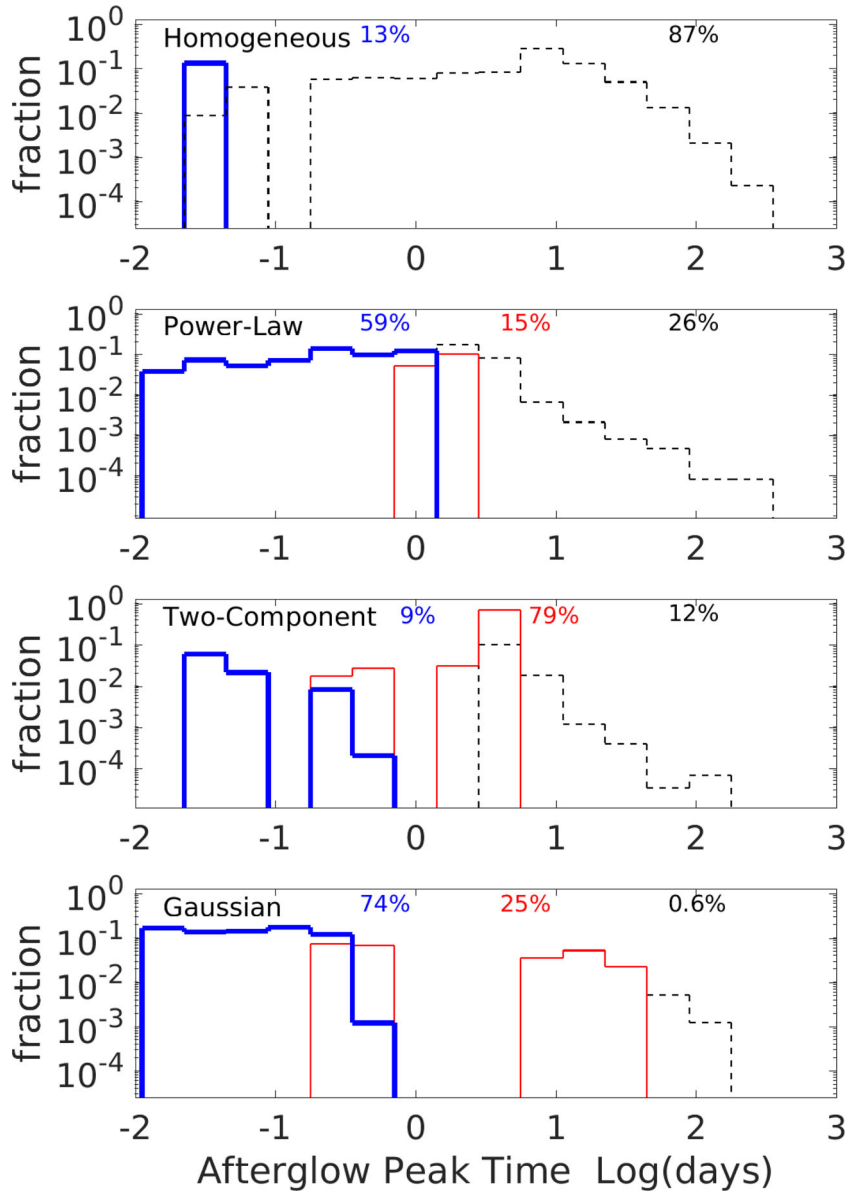 Homogeneous 13% 87%
10^0
10^-1
10^-2
10^-3
10^-4
fraction
-2 -1 0 1 2 3
Power-Law 59% 15% 26%
10^0
10^-1
10^-2
10^-3
10^-4
fraction
-2 -1 0 1 2 3
Two-Component 9% 79% 12%
10^0
10^-2
10^-4
fraction
-2 -1 0 1 2 3
Gaussian 74% 25% 0.6%
10^0
10^-1
10^-2
10^-3
10^-4
fraction
-2 -1 0 1 2 3
Afterglow Peak Time Log(days)